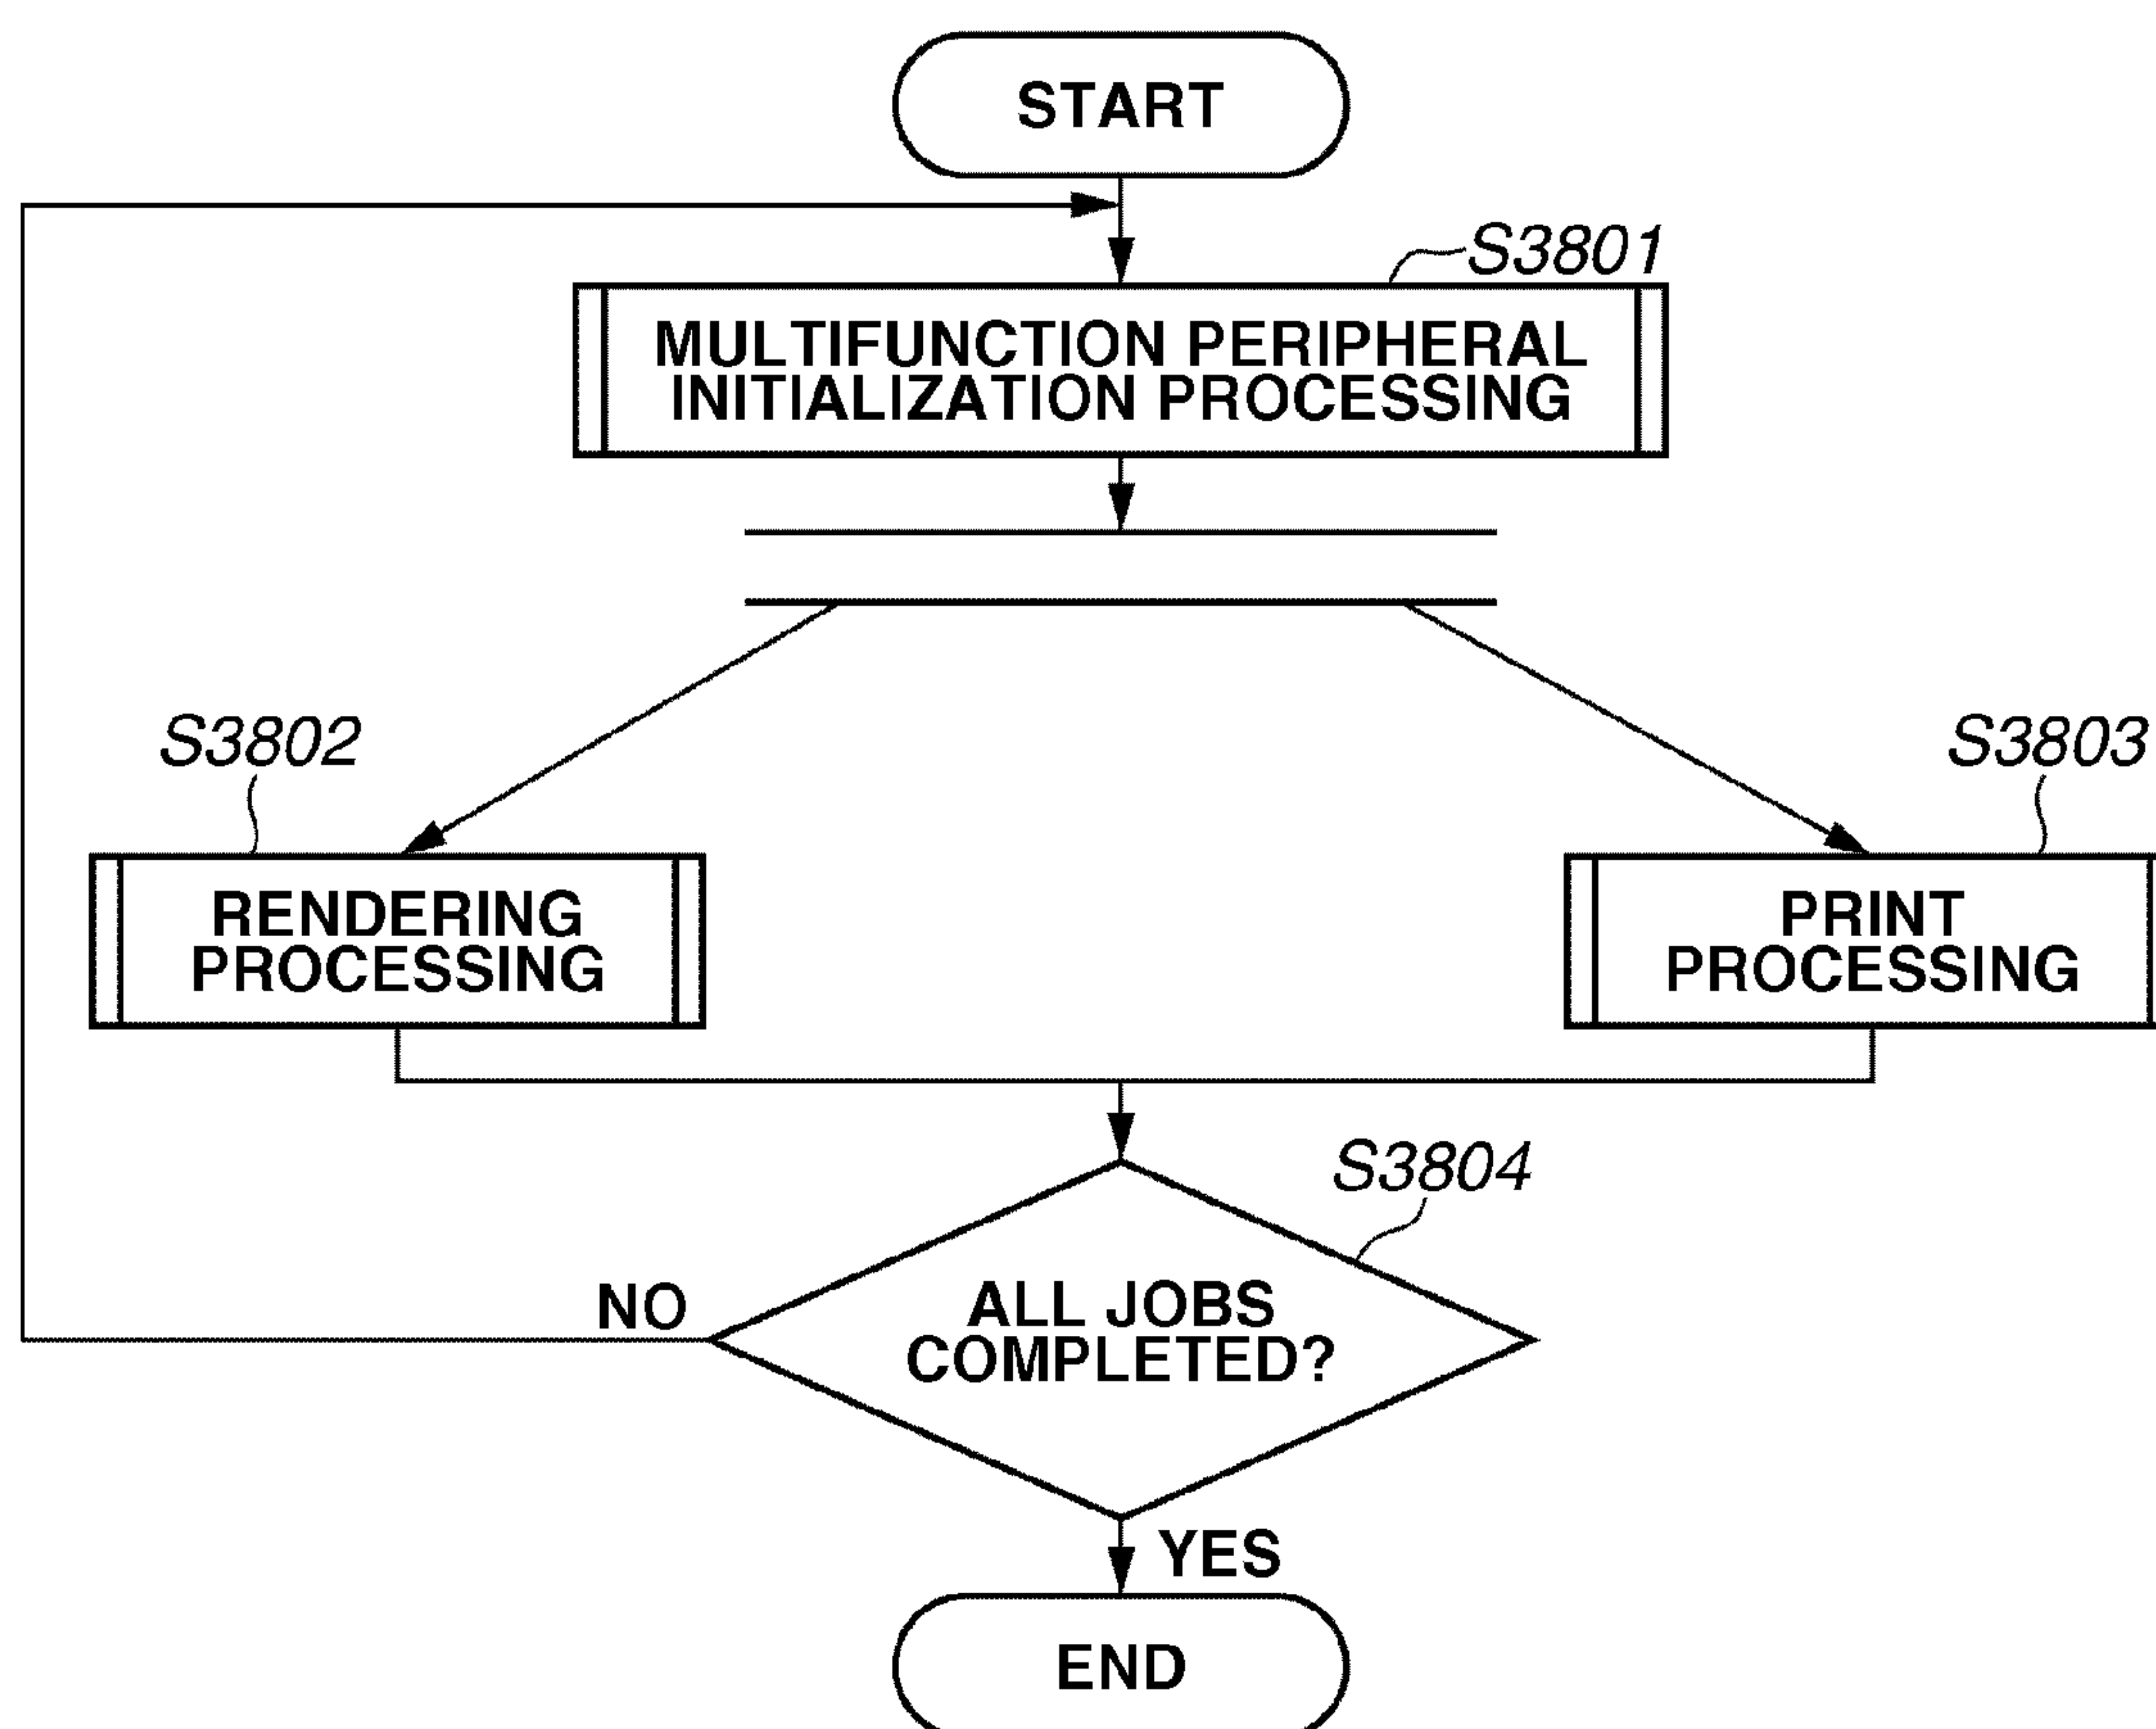 START
S3801
MULTIFUNCTION PERIPHERAL
INITIALIZATION PROCESSING
S3802
S3803
RENDERING
PROCESSING
PRINT
PROCESSING
S3804
NO
ALL JOBS
COMPLETED?
YES
END